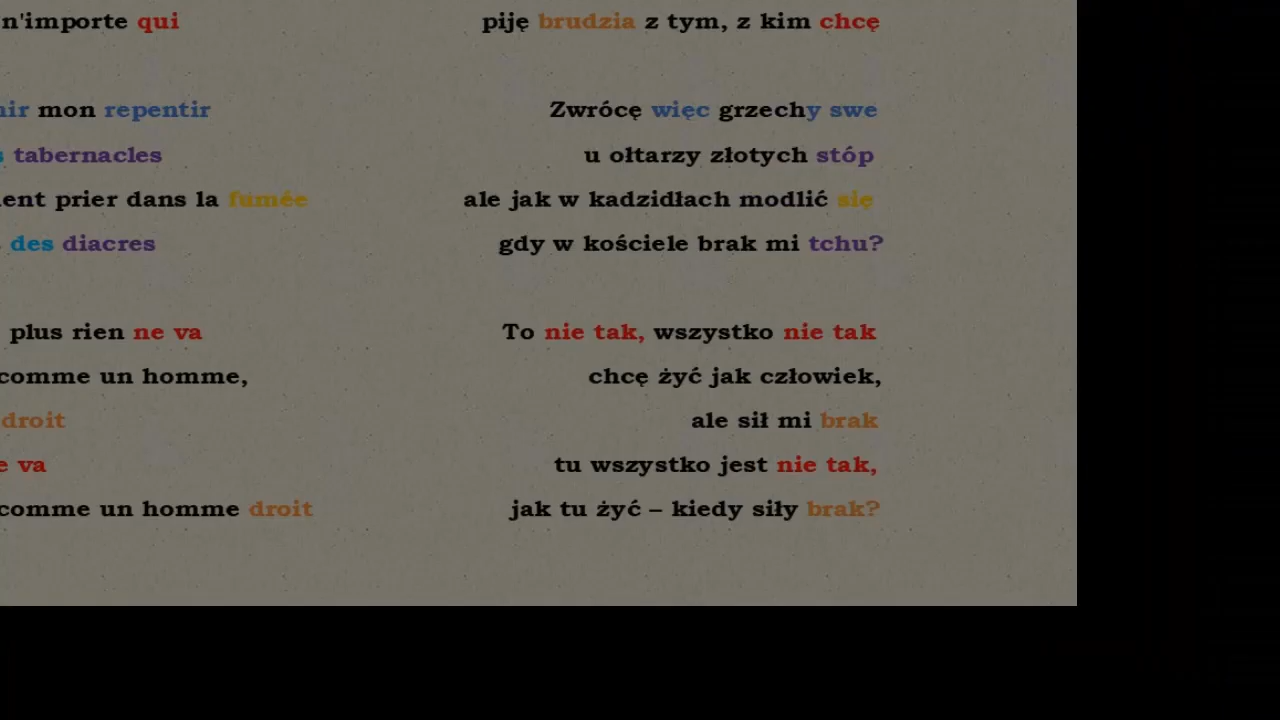 n'importe qui
mon repentir
tabernacles
prier dans la fumée
des diacres
plus rien ne va
comme un homme,
droit
va
comme un homme droit
piję brudzia z tym, z kim chcę
Zwrócę więc grzechy swe
u ołtarzy złotych stóp
ale jak w kadzidłach modlić się
gdy w kościele brak mi tchu?
To nie tak, wszystko nie tak
chcę żyć jak człowiek,
ale sił mi brak
tu wszystko jest nie tak,
jak tu żyć – kiedy siły brak?